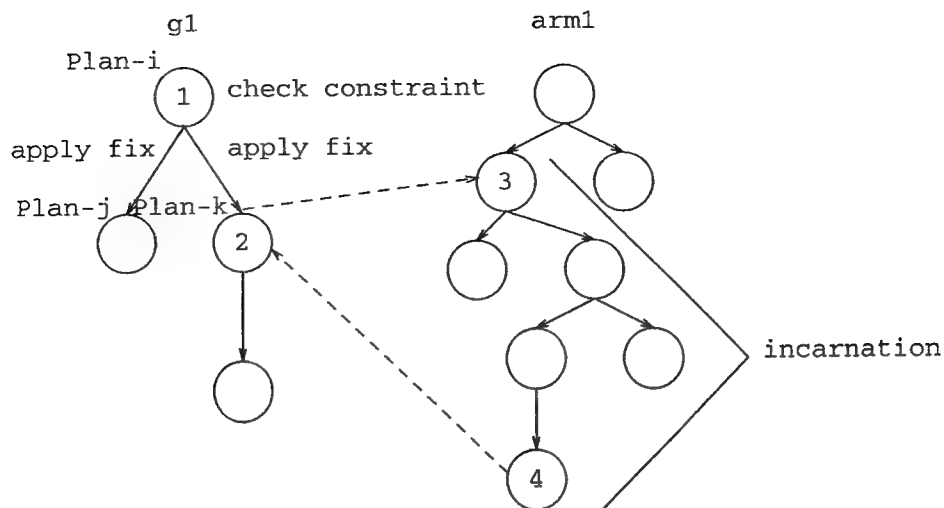 g1
arm1
Plan-i
1
check constraint
apply fix
apply fix
3
Plan-j
Plan-k
2
incarnation
4